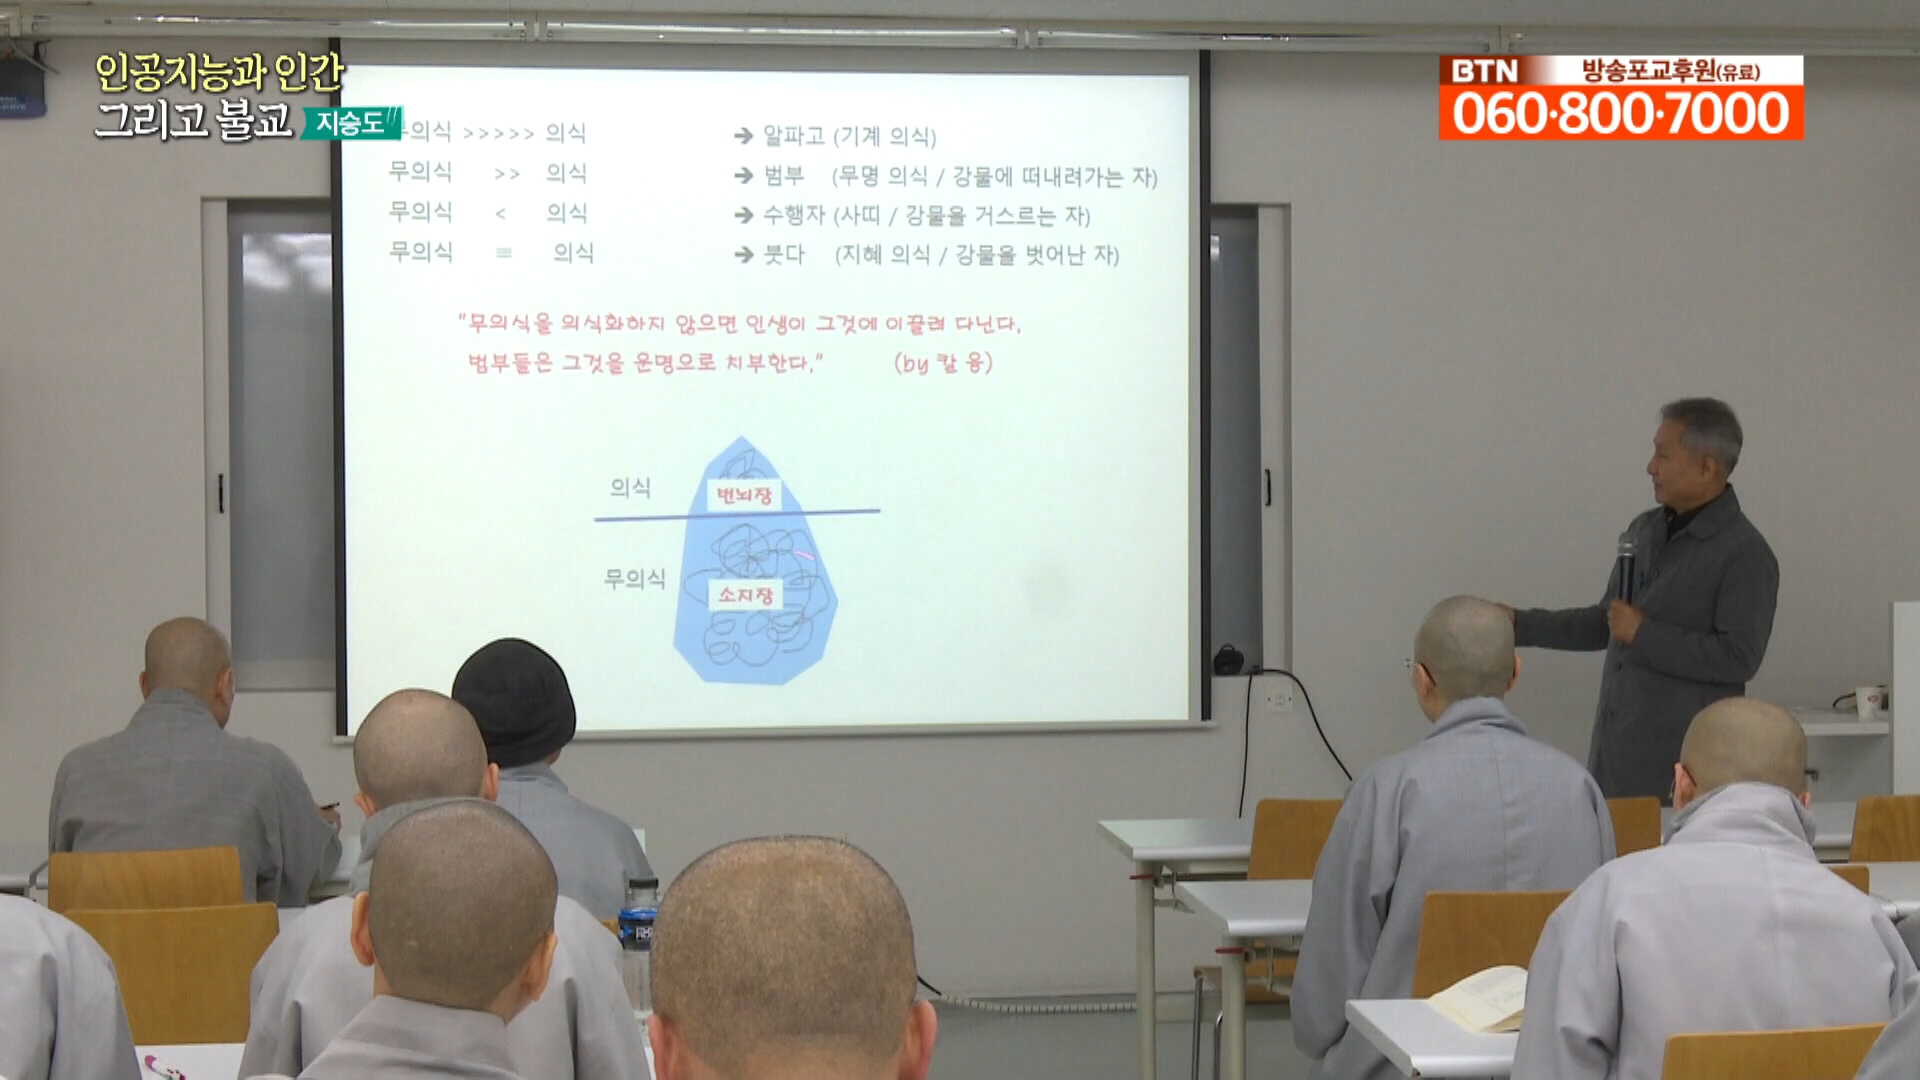 인공지능과 인간
그리고 불교 지승도
BTN 방송포교후원(유료)
060·800·7000
무의식 >>>>> 의식 → 알파고 (기계 의식)
무의식 >> 의식 → 범부 (무명 의식 / 강물에 떠내려가는 자)
무의식 < 의식 → 수행자 (사띠 / 강물을 거스르는 자)
무의식 ≡ 의식 → 붓다 (지혜 의식 / 강물을 벗어난 자)
"무의식을 의식화하지 않으면 인생이 그것에 이끌려 다닌다.
범부들은 그것을 운명으로 치부한다." (by 칼 융)
의식
번뇌장
무의식
소지장